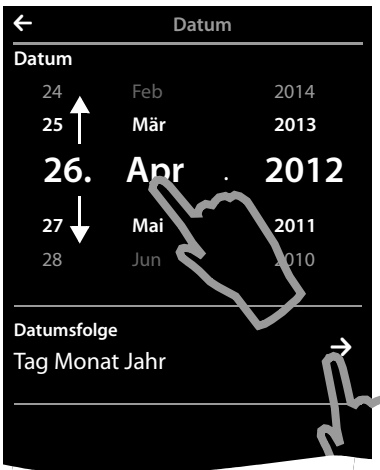 Datum
Datum
24 Feb 2014
25 Mär 2013
26. Apr . 2012
27 Mai 2011
28 Jun 2010
Datumsfolge
Tag Monat Jahr